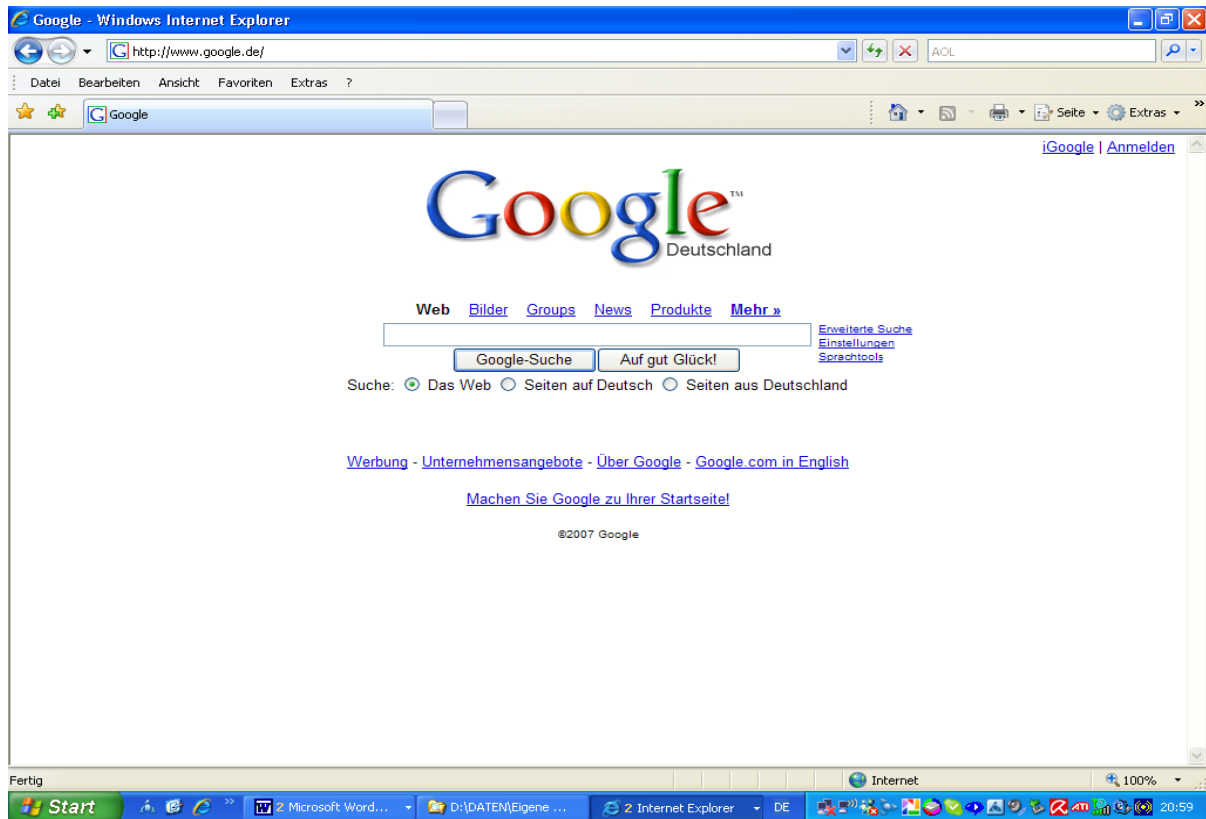 Google - Windows Internet Explorer
http://www.google.de/
AOL
Datei Bearbeiten Ansicht Favoriten Extras ?
Google
Seite Extras »
iGoogle | Anmelden
Google™
Deutschland
Web Bilder Groups News Produkte Mehr »
Erweiterte Suche
Einstellungen
Sprachtools
Google-Suche Auf gut Glück!
Suche: Das Web Seiten auf Deutsch Seiten aus Deutschland
Werbung - Unternehmensangebote - Über Google - Google.com in English
Machen Sie Google zu Ihrer Startseite!
©2007 Google
Fertig Internet 100%
Start » 2 Microsoft Word... D:\DATEN\Eigene ... 2 Internet Explorer DE ATI 20:59